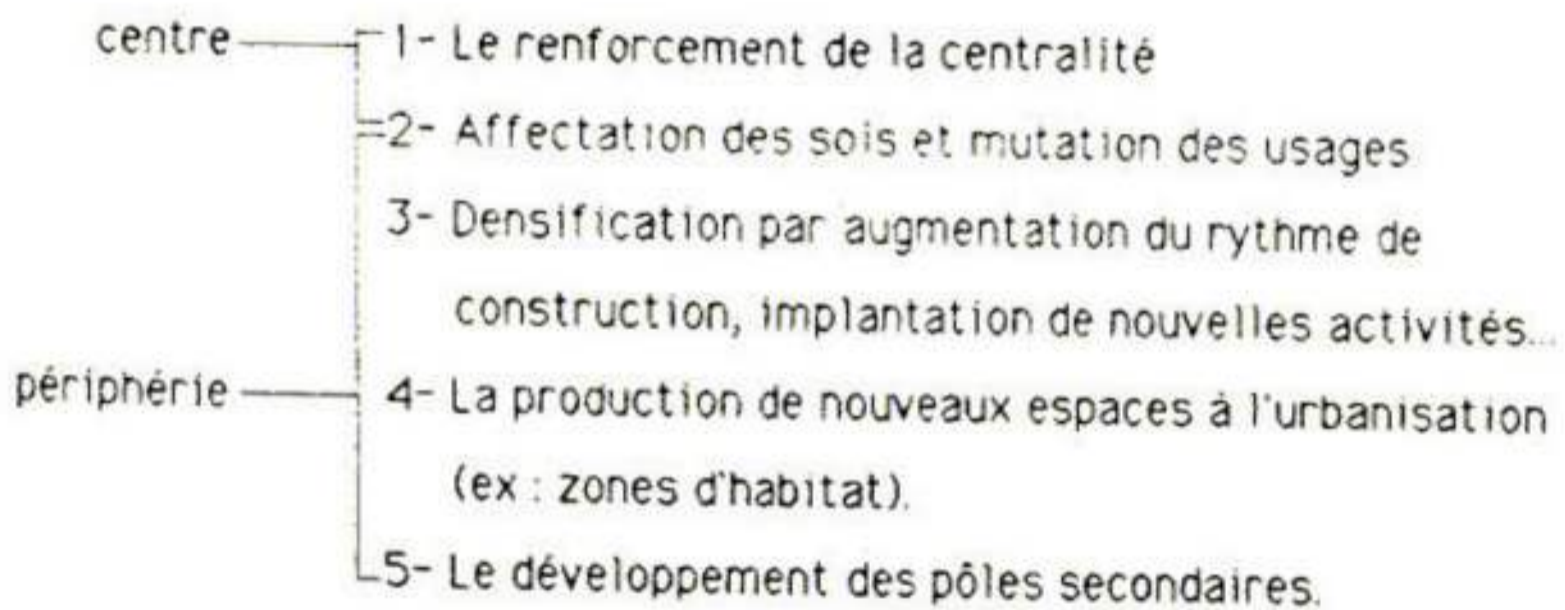 centre
1- Le renforcement de la centralité
=2- Affectation des sois et mutation des usages
3- Densification par augmentation du rythme de
construction, implantation de nouvelles activités...
périphérie
4- La production de nouveaux espaces à l'urbanisation
(ex : zones d'habitat).
5- Le développement des pôles secondaires.